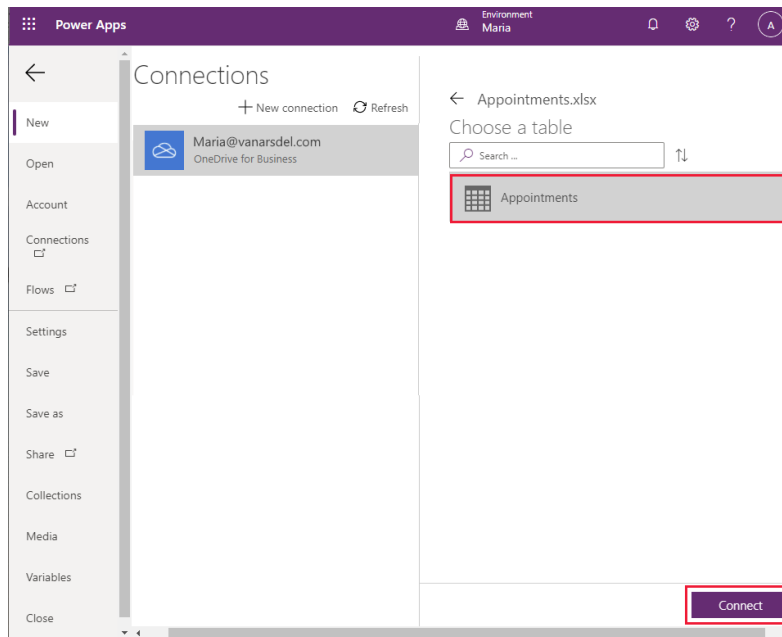 Power Apps
Environment
Maria
?
A
New
Open
Account
Connections
Flows
Settings
Save
Save as
Share
Collections
Media
Variables
Close
Connections
New connection
Refresh
Maria@vanarsdel.com
OneDrive for Business
Appointments.xlsx
Choose a table
Search ...
Appointments
Connect